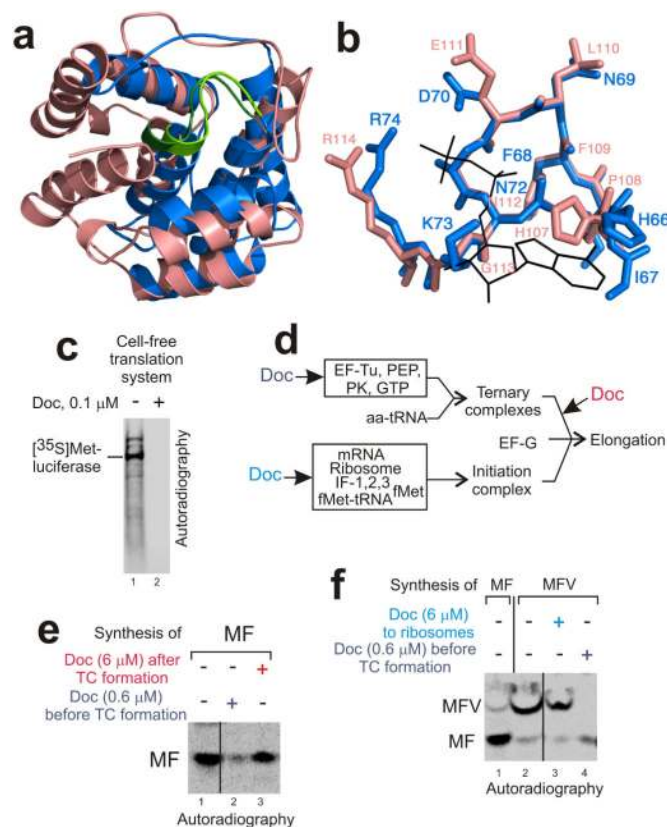 a
b
E111
L110
D70
N69
R74
R114
F68
F109
N72
I112
P108
K73
H107
H66
G113
I67
c
Cell-free
translation
system
Doc, 0.1 µM - +
[35S]Met-
luciferase
Autoradiography
1 2
d
Doc
EF-Tu, PEP,
PK, GTP
aa-tRNA
Ternary
complexes
Doc
EF-G
Elongation
Doc
mRNA
Ribosome
IF-1,2,3
fMet-tRNA fMet
Initiation
complex
e
Synthesis of MF
Doc (6 µM) after
TC formation - - +
Doc (0.6 µM)
before TC formation - + -
MF
1 2 3
Autoradiography
f
Synthesis of MF MFV
Doc (6 µM)
to ribosomes - - + -
Doc (0.6 µM) before
TC formation - - - +
MFV
MF
1 2 3 4
Autoradiography